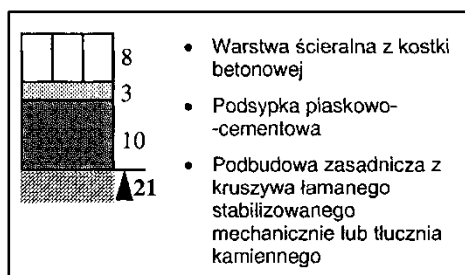 8
3
10
21
• Warstwa ścieralna z kostki
betonowej
• Podsypka piaskowo-
-cementowa
• Podbudowa zasadnicza z
kruszywa łamanego
stabilizowanego
mechanicznie lub tłucznia
kamiennego